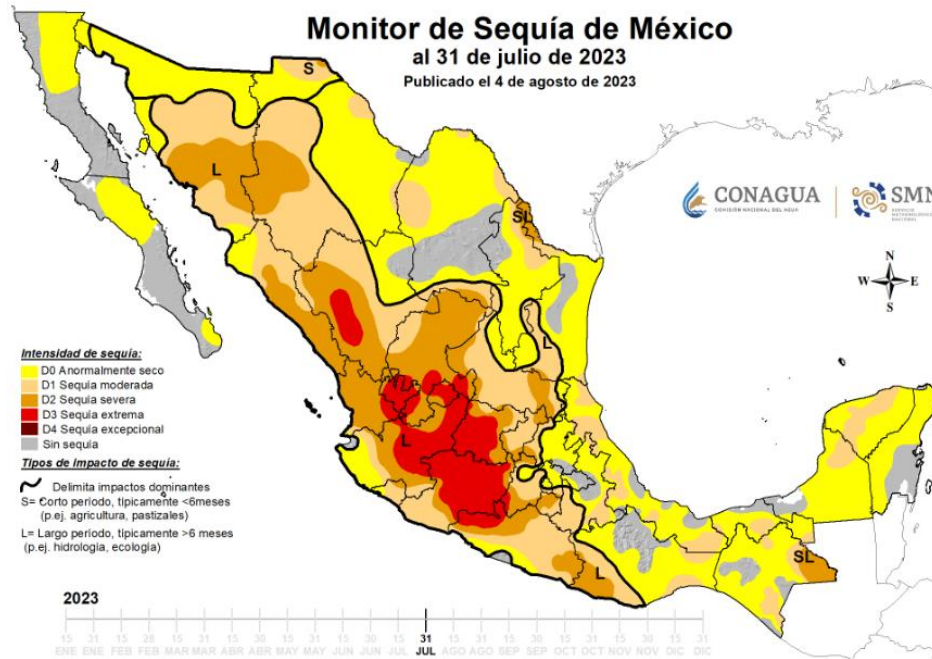 Monitor de Sequía de México
al 31 de julio de 2023
Publicado el 4 de agosto de 2023
S
L
SL
CONAGUA
COMISIÓN NACIONAL DEL AGUA
SMN
SERVICIO
METEOROLÓGICO
NACIONAL
N
W E
S
L
L
SL
L
Intensidad de sequía:
D0 Anormalmente seco
D1 Sequía moderada
D2 Sequía severa
D3 Sequía extrema
D4 Sequía excepcional
Sin sequía
Tipos de impacto de sequía:
Delimita impactos dominantes
S= Corto periodo, típicamente <6meses
(p.ej. agricultura, pastizales)
L= Largo periodo, típicamente >6 meses
(p.ej. hidrología, ecología)
2023
15 31 15 28 15 31 15 30 15 31 15 30 15 31 15 31 15 30 15 31 15 30 15 31
ENE ENE FEB FEB MAR MAR ABR ABR MAY MAY JUN JUN JUL JUL AGO AGO SEP SEP OCT OCT NOV NOV DIC DIC